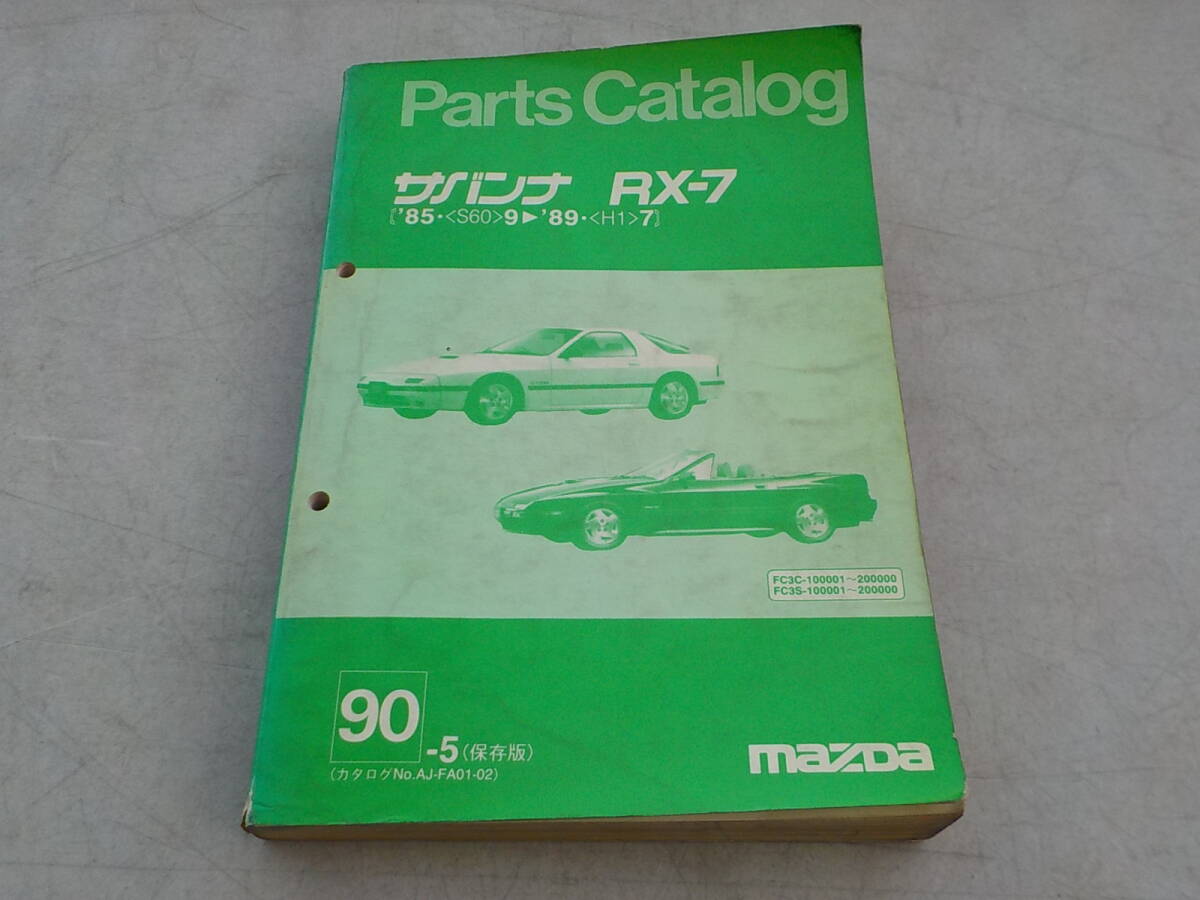 Parts Catalog
サバンナ RX-7
['85・<S60>9▶'89・<H1>7]
FC3C-100001～200000
FC3S-100001～200000
90-5(保存版)
(カタログNo.AJ-FA01-02)
mazda